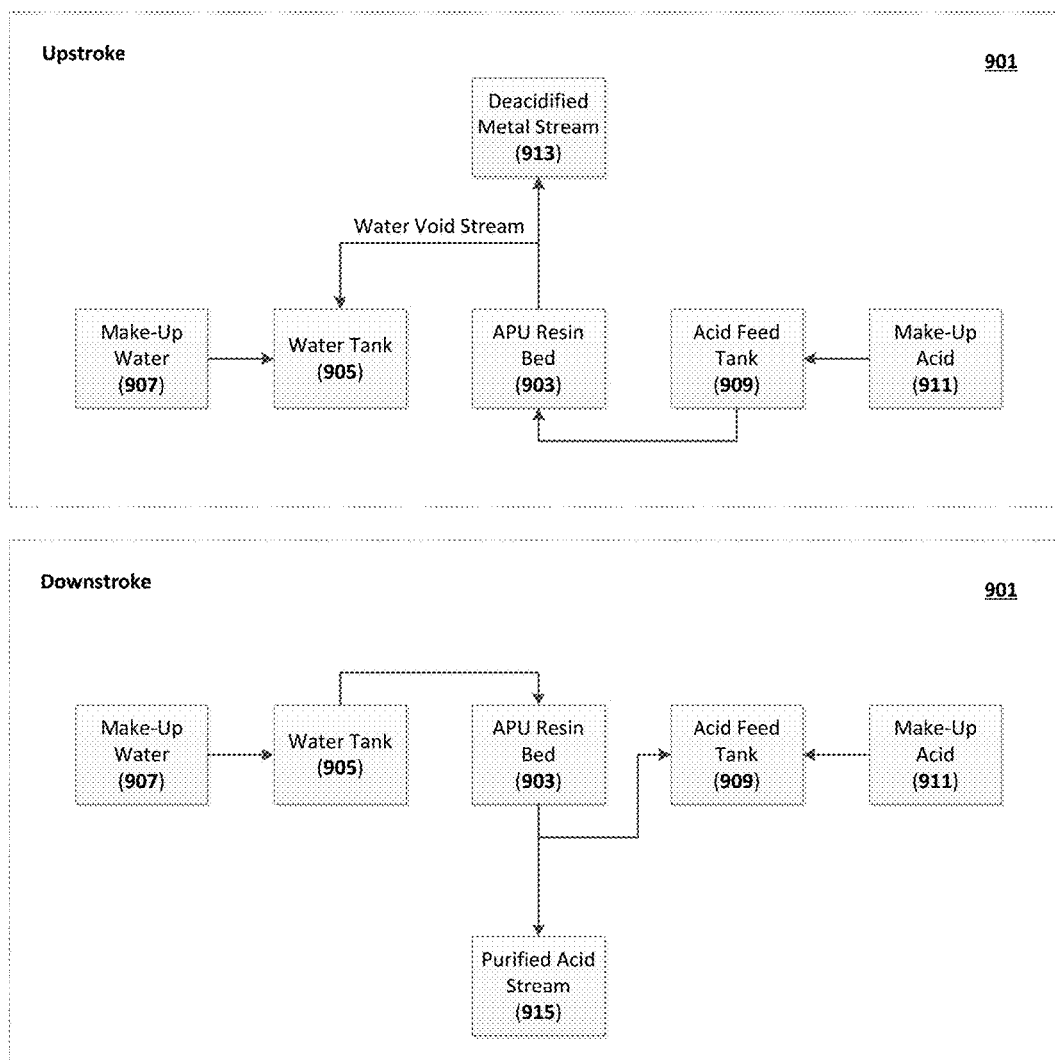 Upstroke
901
Deacidified
Metal Stream
(913)
Water Void Stream
Make-Up
Water
(907)
Water Tank
(905)
APU Resin
Bed
(903)
Acid Feed
Tank
(909)
Make-Up
Acid
(911)
Downstroke
901
Make-Up
Water
(907)
Water Tank
(905)
APU Resin
Bed
(903)
Acid Feed
Tank
(909)
Make-Up
Acid
(911)
Purified Acid
Stream
(915)